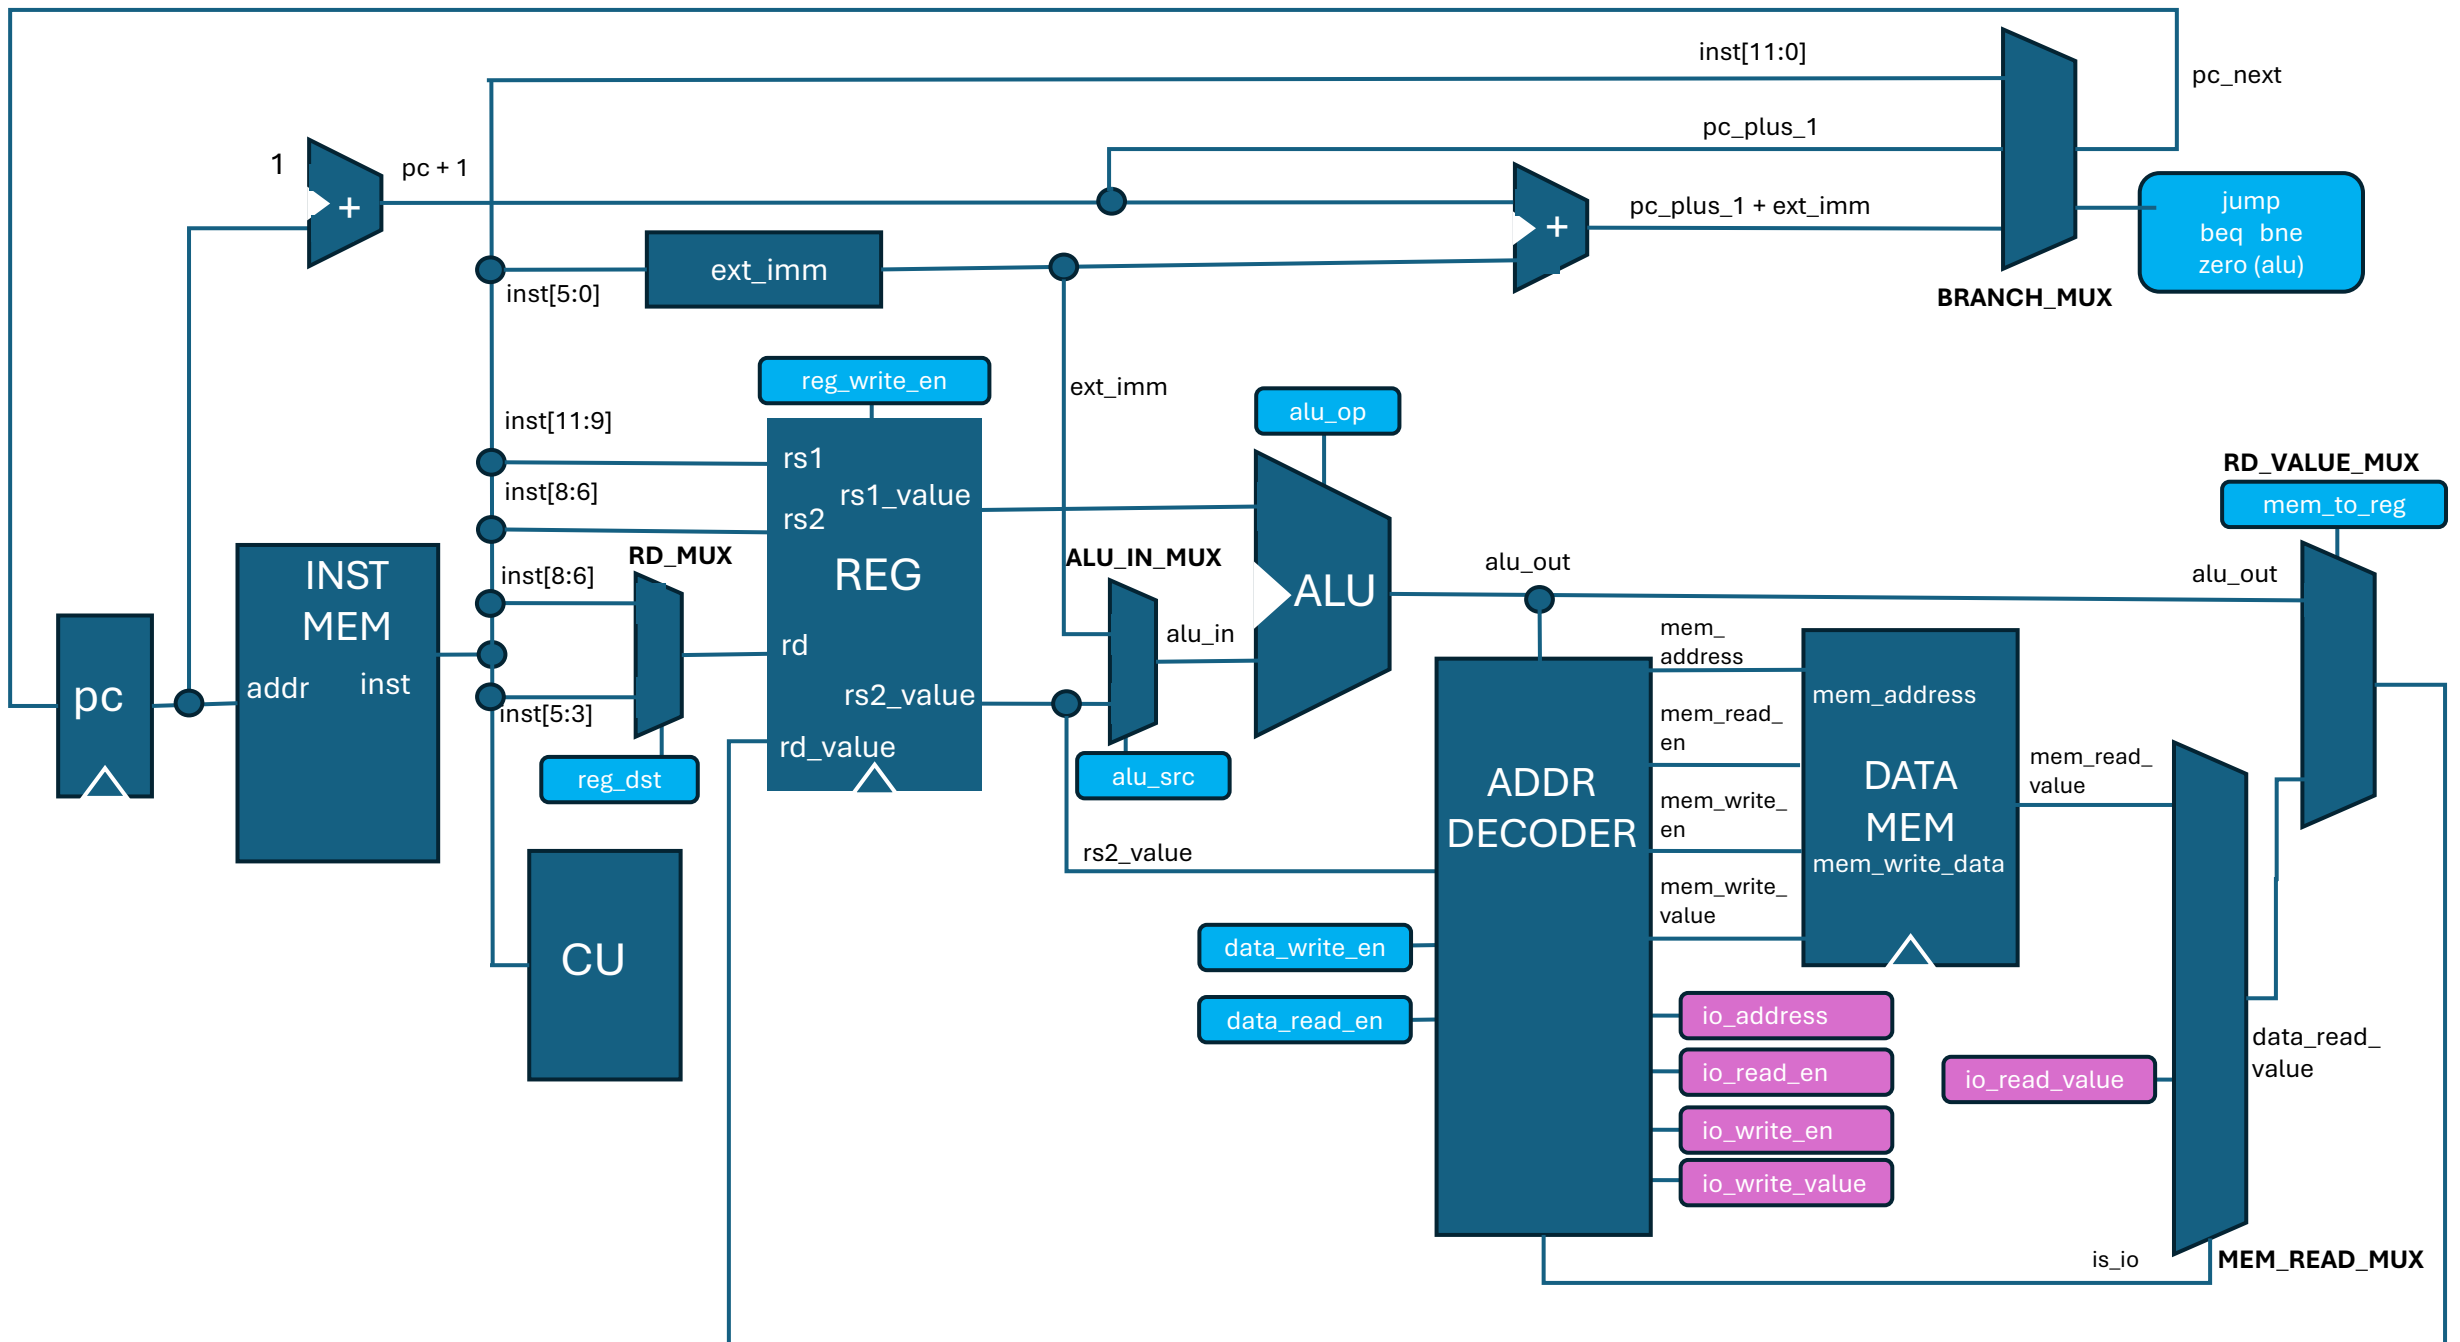 inst[11:0]
pc_next
pc_plus_1
1
pc + 1
+
pc_plus_1 + ext_imm
+
jump
beq bne
zero (alu)
ext_imm
inst[5:0]
BRANCH_MUX
reg_write_en
ext_imm
alu_op
inst[11:9]
rs1
RD_VALUE_MUX
inst[8:6]
rs1_value
mem_to_reg
rs2
RD_MUX
ALU_IN_MUX
INST
MEM
inst[8:6]
REG
ALU
alu_out
alu_out
rd
alu_in
mem_
address
pc
addr
inst
inst[5:3]
rs2_value
mem_address
mem_read_
en
rd_value
reg_dst
alu_src
ADDR
DECODER
DATA
MEM
mem_read_
value
mem_write_
en
rs2_value
mem_write_data
mem_write_
value
CU
data_write_en
data_read_en
io_address
data_read_
value
io_read_en
io_read_value
io_write_en
io_write_value
is_io
MEM_READ_MUX